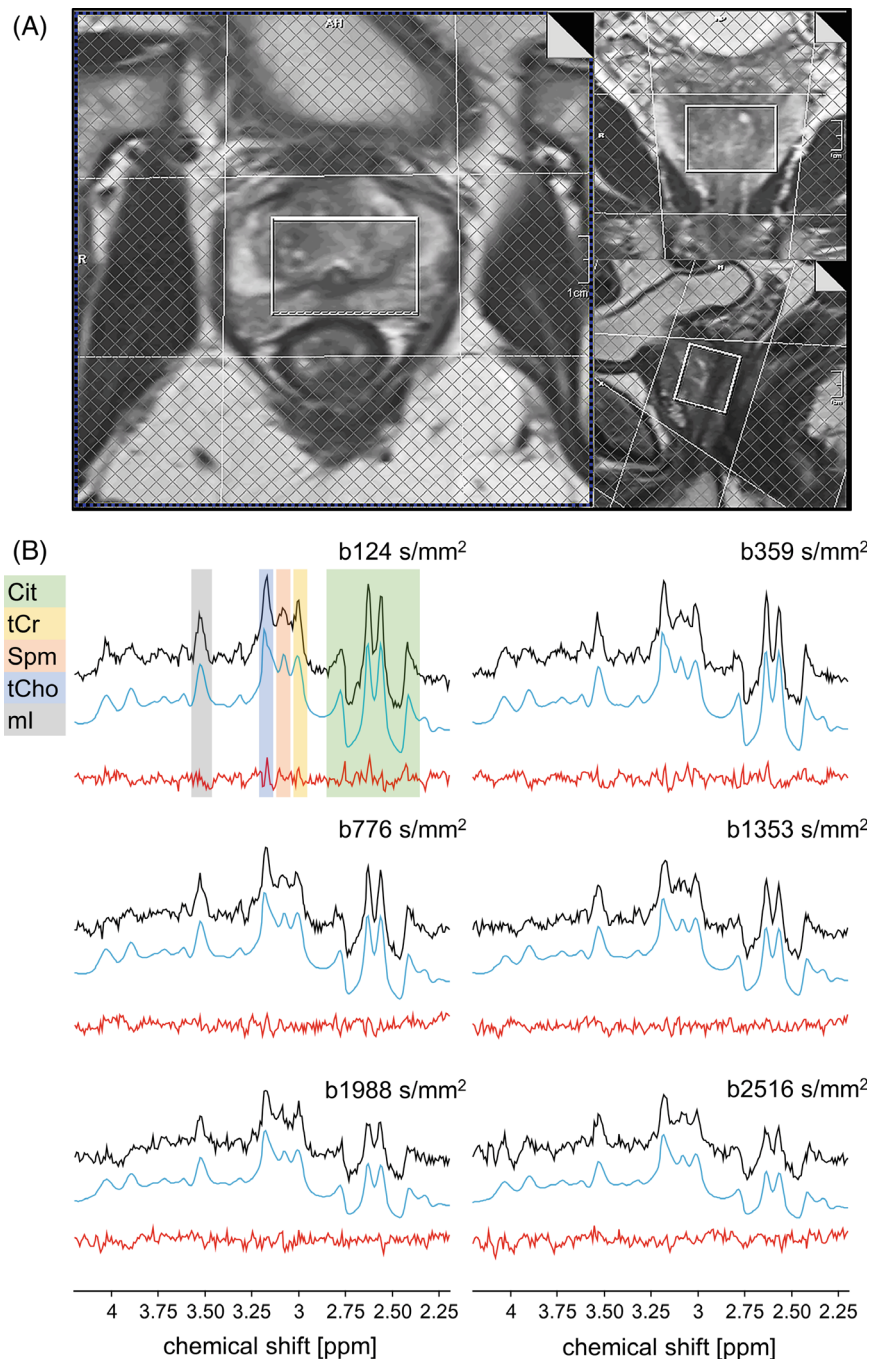 (A)
AH
R
1cm
R
1cm
H
(B)
b124 s/mm²
b359 s/mm²
Cit
tCr
Spm
tCho
mI
b776 s/mm²
b1353 s/mm²
b1988 s/mm²
b2516 s/mm²
4 3.75 3.50 3.25 3 2.75 2.50 2.25
4 3.75 3.50 3.25 3 2.75 2.50 2.25
chemical shift [ppm]
chemical shift [ppm]